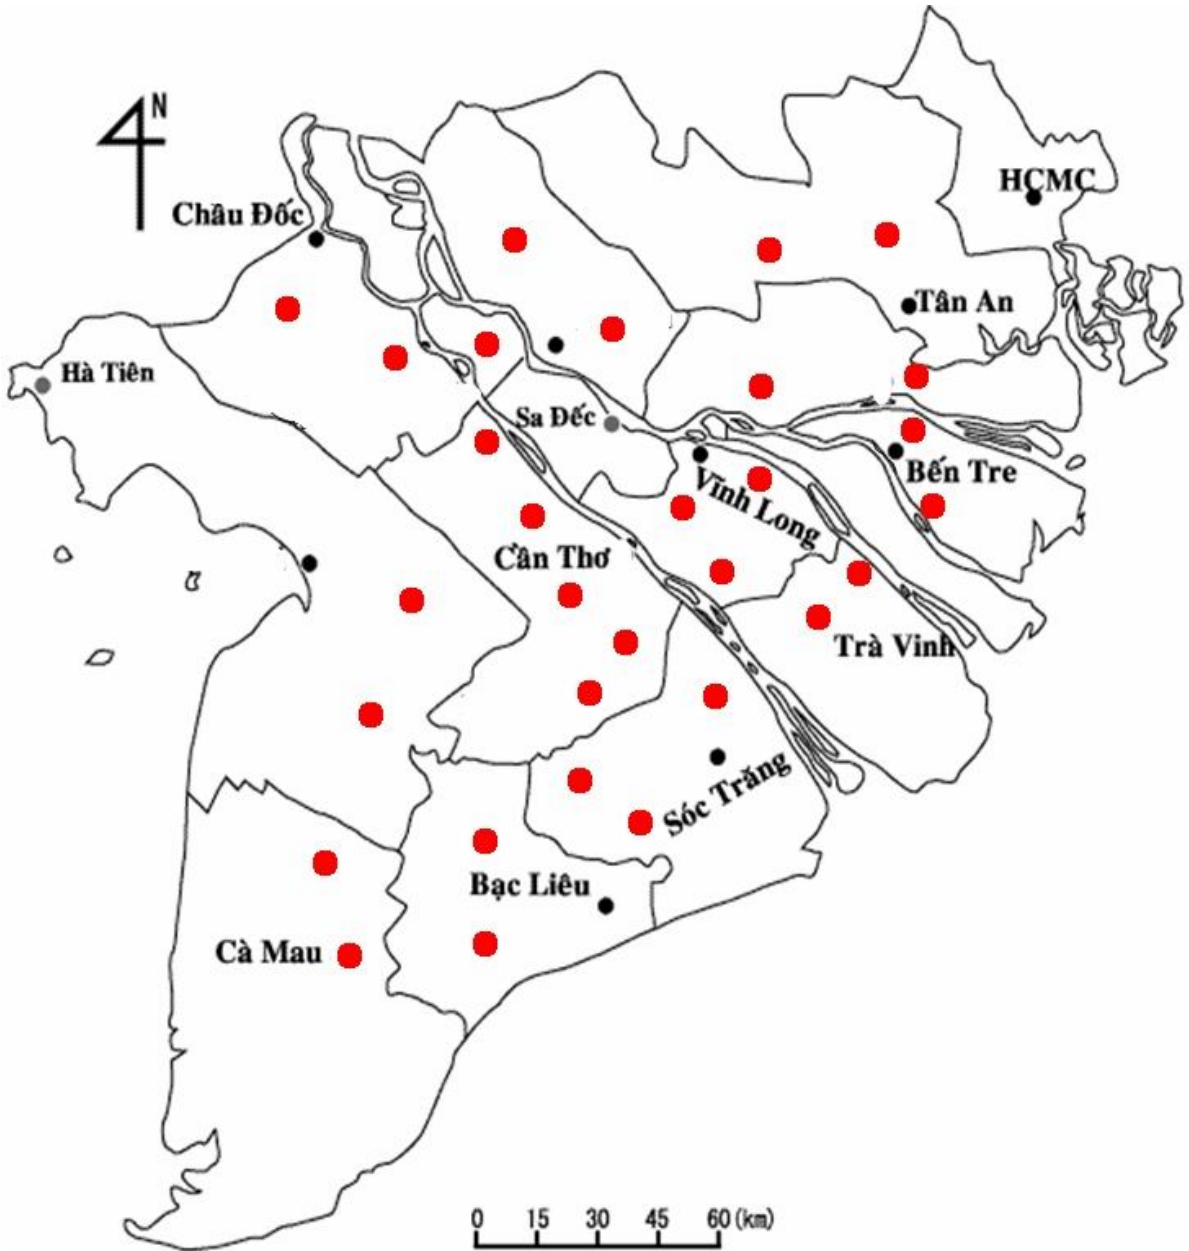 N
HCMC
Châu Đốc
Tân An
Hà Tiên
Sa Đếc
Bến Tre
Vĩnh Long
Cần Thơ
Trà Vinh
Sóc Trăng
Bạc Liêu
Cà Mau
0 15 30 45 60 (km)